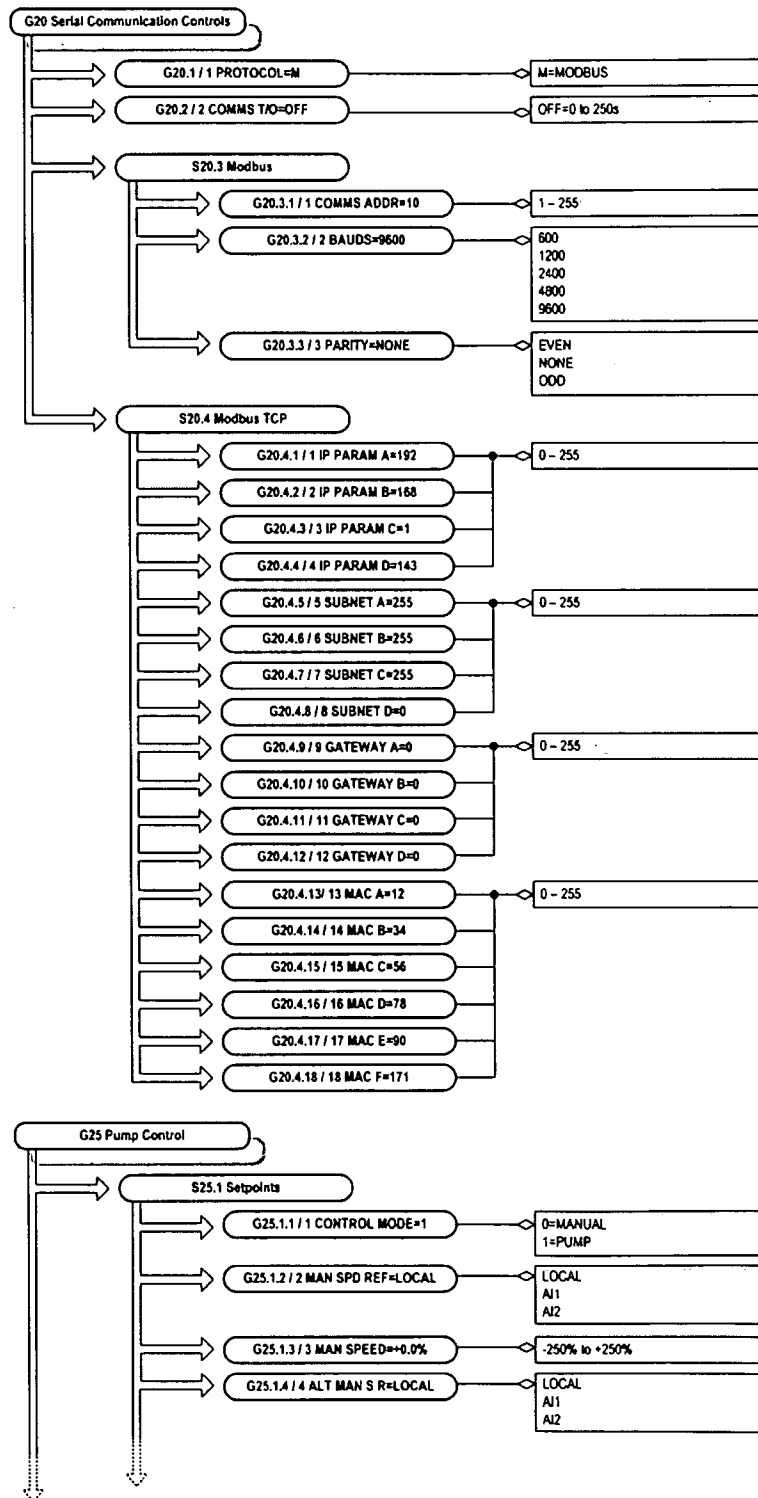 G20 Serial Communication Controls
G20.1 / 1 PROTOCOL=M
M=MODBUS
G20.2 / 2 COMMS T/O=OFF
OFF=0 to 250s
S20.3 Modbus
G20.3.1 / 1 COMMS ADDR=10
1 – 255
G20.3.2 / 2 BAUDS=9600
600
1200
2400
4800
9600
G20.3.3 / 3 PARITY=NONE
EVEN
NONE
ODD
S20.4 Modbus TCP
G20.4.1 / 1 IP PARAM A=192
0 – 255
G20.4.2 / 2 IP PARAM B=168
G20.4.3 / 3 IP PARAM C=1
G20.4.4 / 4 IP PARAM D=143
G20.4.5 / 5 SUBNET A=255
0 – 255
G20.4.6 / 6 SUBNET B=255
G20.4.7 / 7 SUBNET C=255
G20.4.8 / 8 SUBNET D=0
G20.4.9 / 9 GATEWAY A=0
0 – 255
G20.4.10 / 10 GATEWAY B=0
G20.4.11 / 11 GATEWAY C=0
G20.4.12 / 12 GATEWAY D=0
G20.4.13/ 13 MAC A=12
0 – 255
G20.4.14 / 14 MAC B=34
G20.4.15 / 15 MAC C=56
G20.4.16 / 16 MAC D=78
G20.4.17 / 17 MAC E=90
G20.4.18 / 18 MAC F=171
G25 Pump Control
S25.1 Setpoints
G25.1.1 / 1 CONTROL MODE=1
0=MANUAL
1=PUMP
G25.1.2 / 2 MAN SPD REF=LOCAL
LOCAL
AI1
AI2
G25.1.3 / 3 MAN SPEED=+0.0%
-250% to +250%
G25.1.4 / 4 ALT MAN S R=LOCAL
LOCAL
AI1
AI2